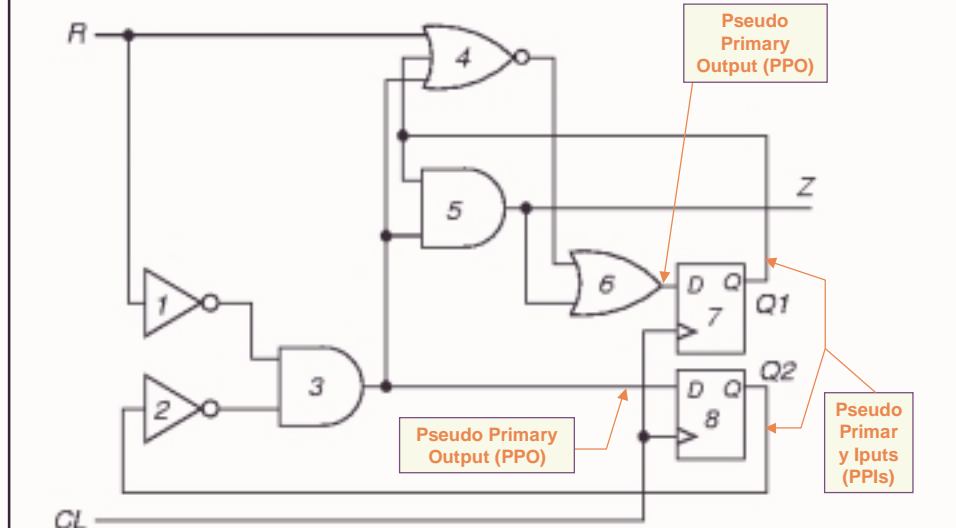 Pseudo
Primary
Output (PPO)
R
4
Z
5
6
D Q
7
Q1
1
Q2
3
D Q
8
2
Pseudo Primary
Output (PPO)
Pseudo
Primar
y Iputs
(PPIs)
CL